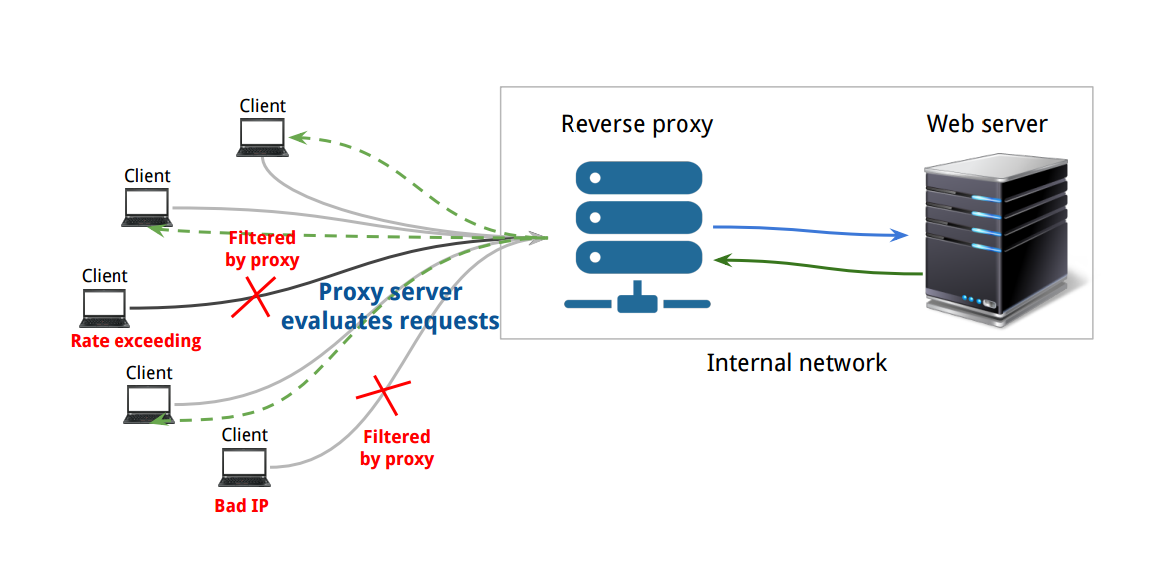 Client
Reverse proxy
Web server
Client
Filtered
by proxy
Client
Proxy server
evaluates requests
Rate exceeding
Internal network
Client
Client
Filtered
by proxy
Bad IP